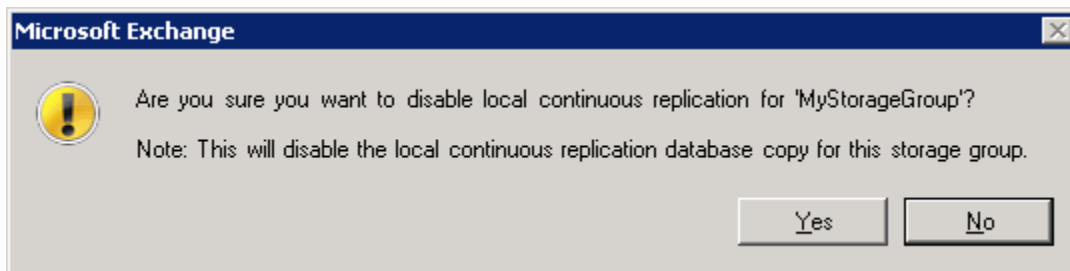 Microsoft Exchange
Are you sure you want to disable local continuous replication for 'MyStorageGroup'?
Note: This will disable the local continuous replication database copy for this storage group.
Yes No